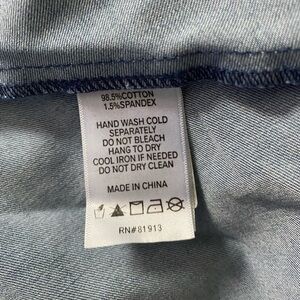 98.5%COTTON
1.5%SPANDEX
HAND WASH COLD
SEPARATELY
DO NOT BLEACH
HANG TO DRY
COOL IRON IF NEEDED
DO NOT DRY CLEAN
MADE IN CHINA
RN#81913